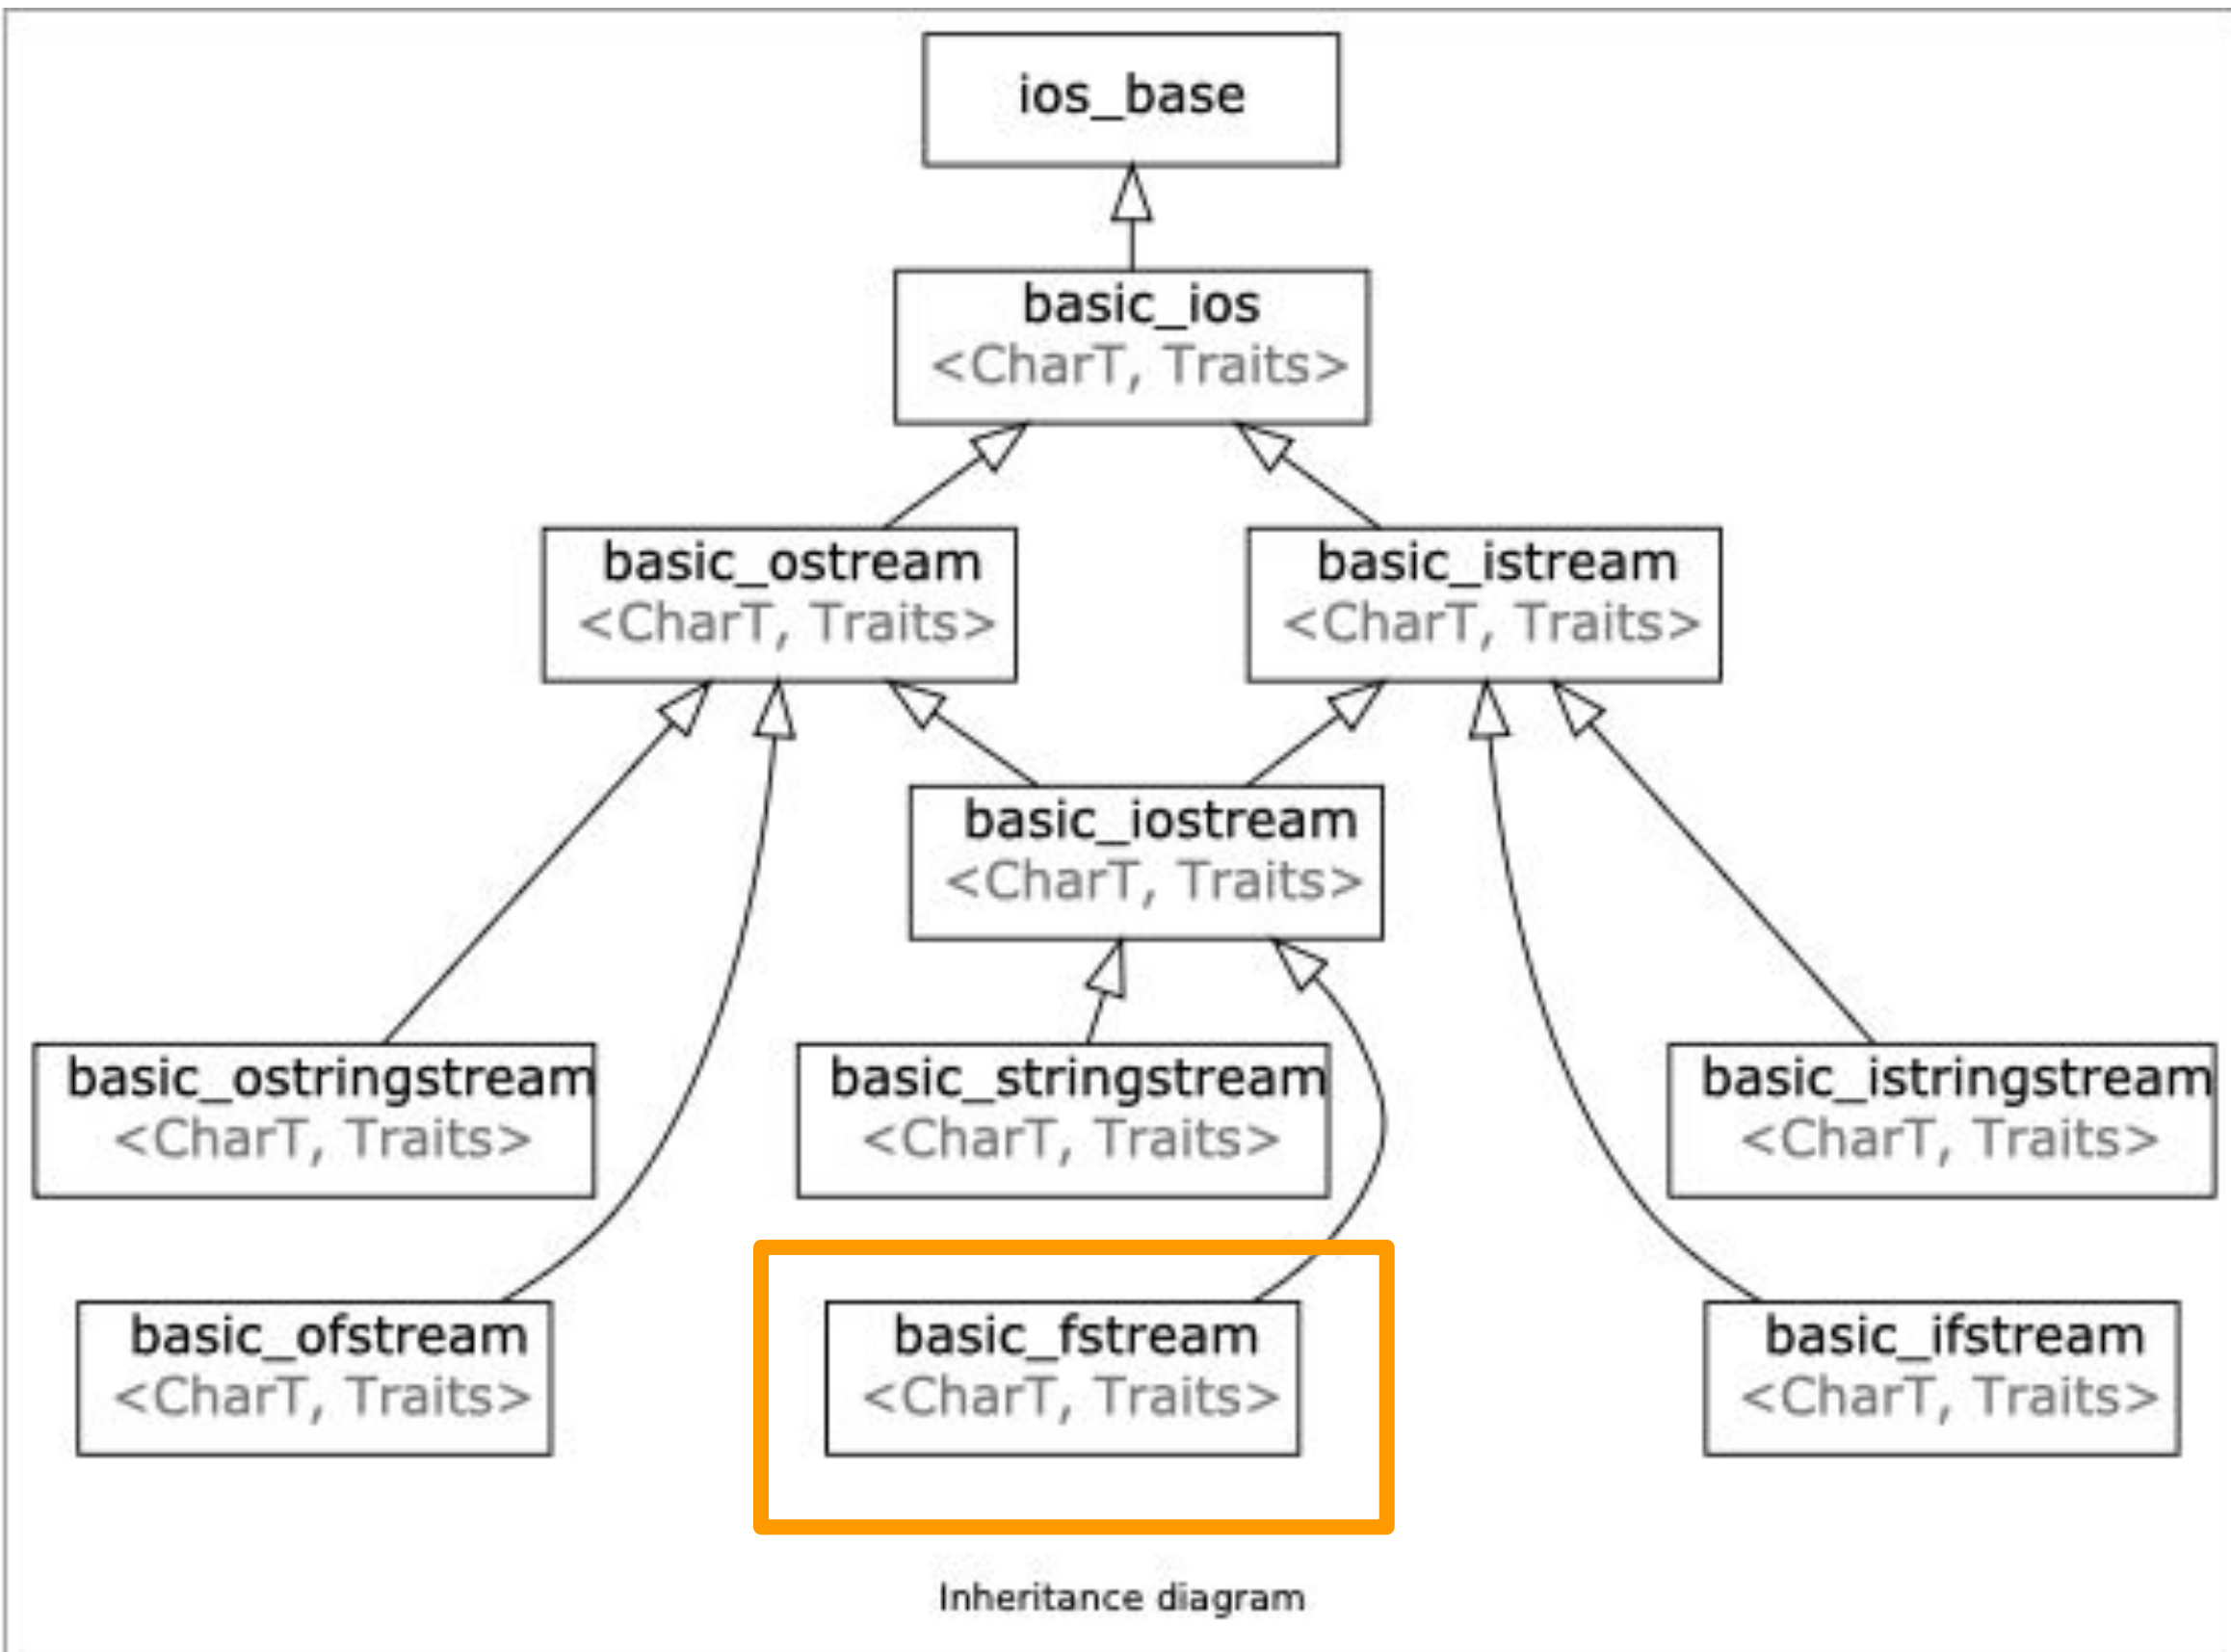 ios_base
basic_ios
<CharT, Traits>
basic_ostream
<CharT, Traits>
basic_istream
<CharT, Traits>
basic_iostream
<CharT, Traits>
basic_ostringstream
<CharT, Traits>
basic_stringstream
<CharT, Traits>
basic_istringstream
<CharT, Traits>
basic_ofstream
<CharT, Traits>
basic_fstream
<CharT, Traits>
basic_ifstream
<CharT, Traits>
Inheritance diagram